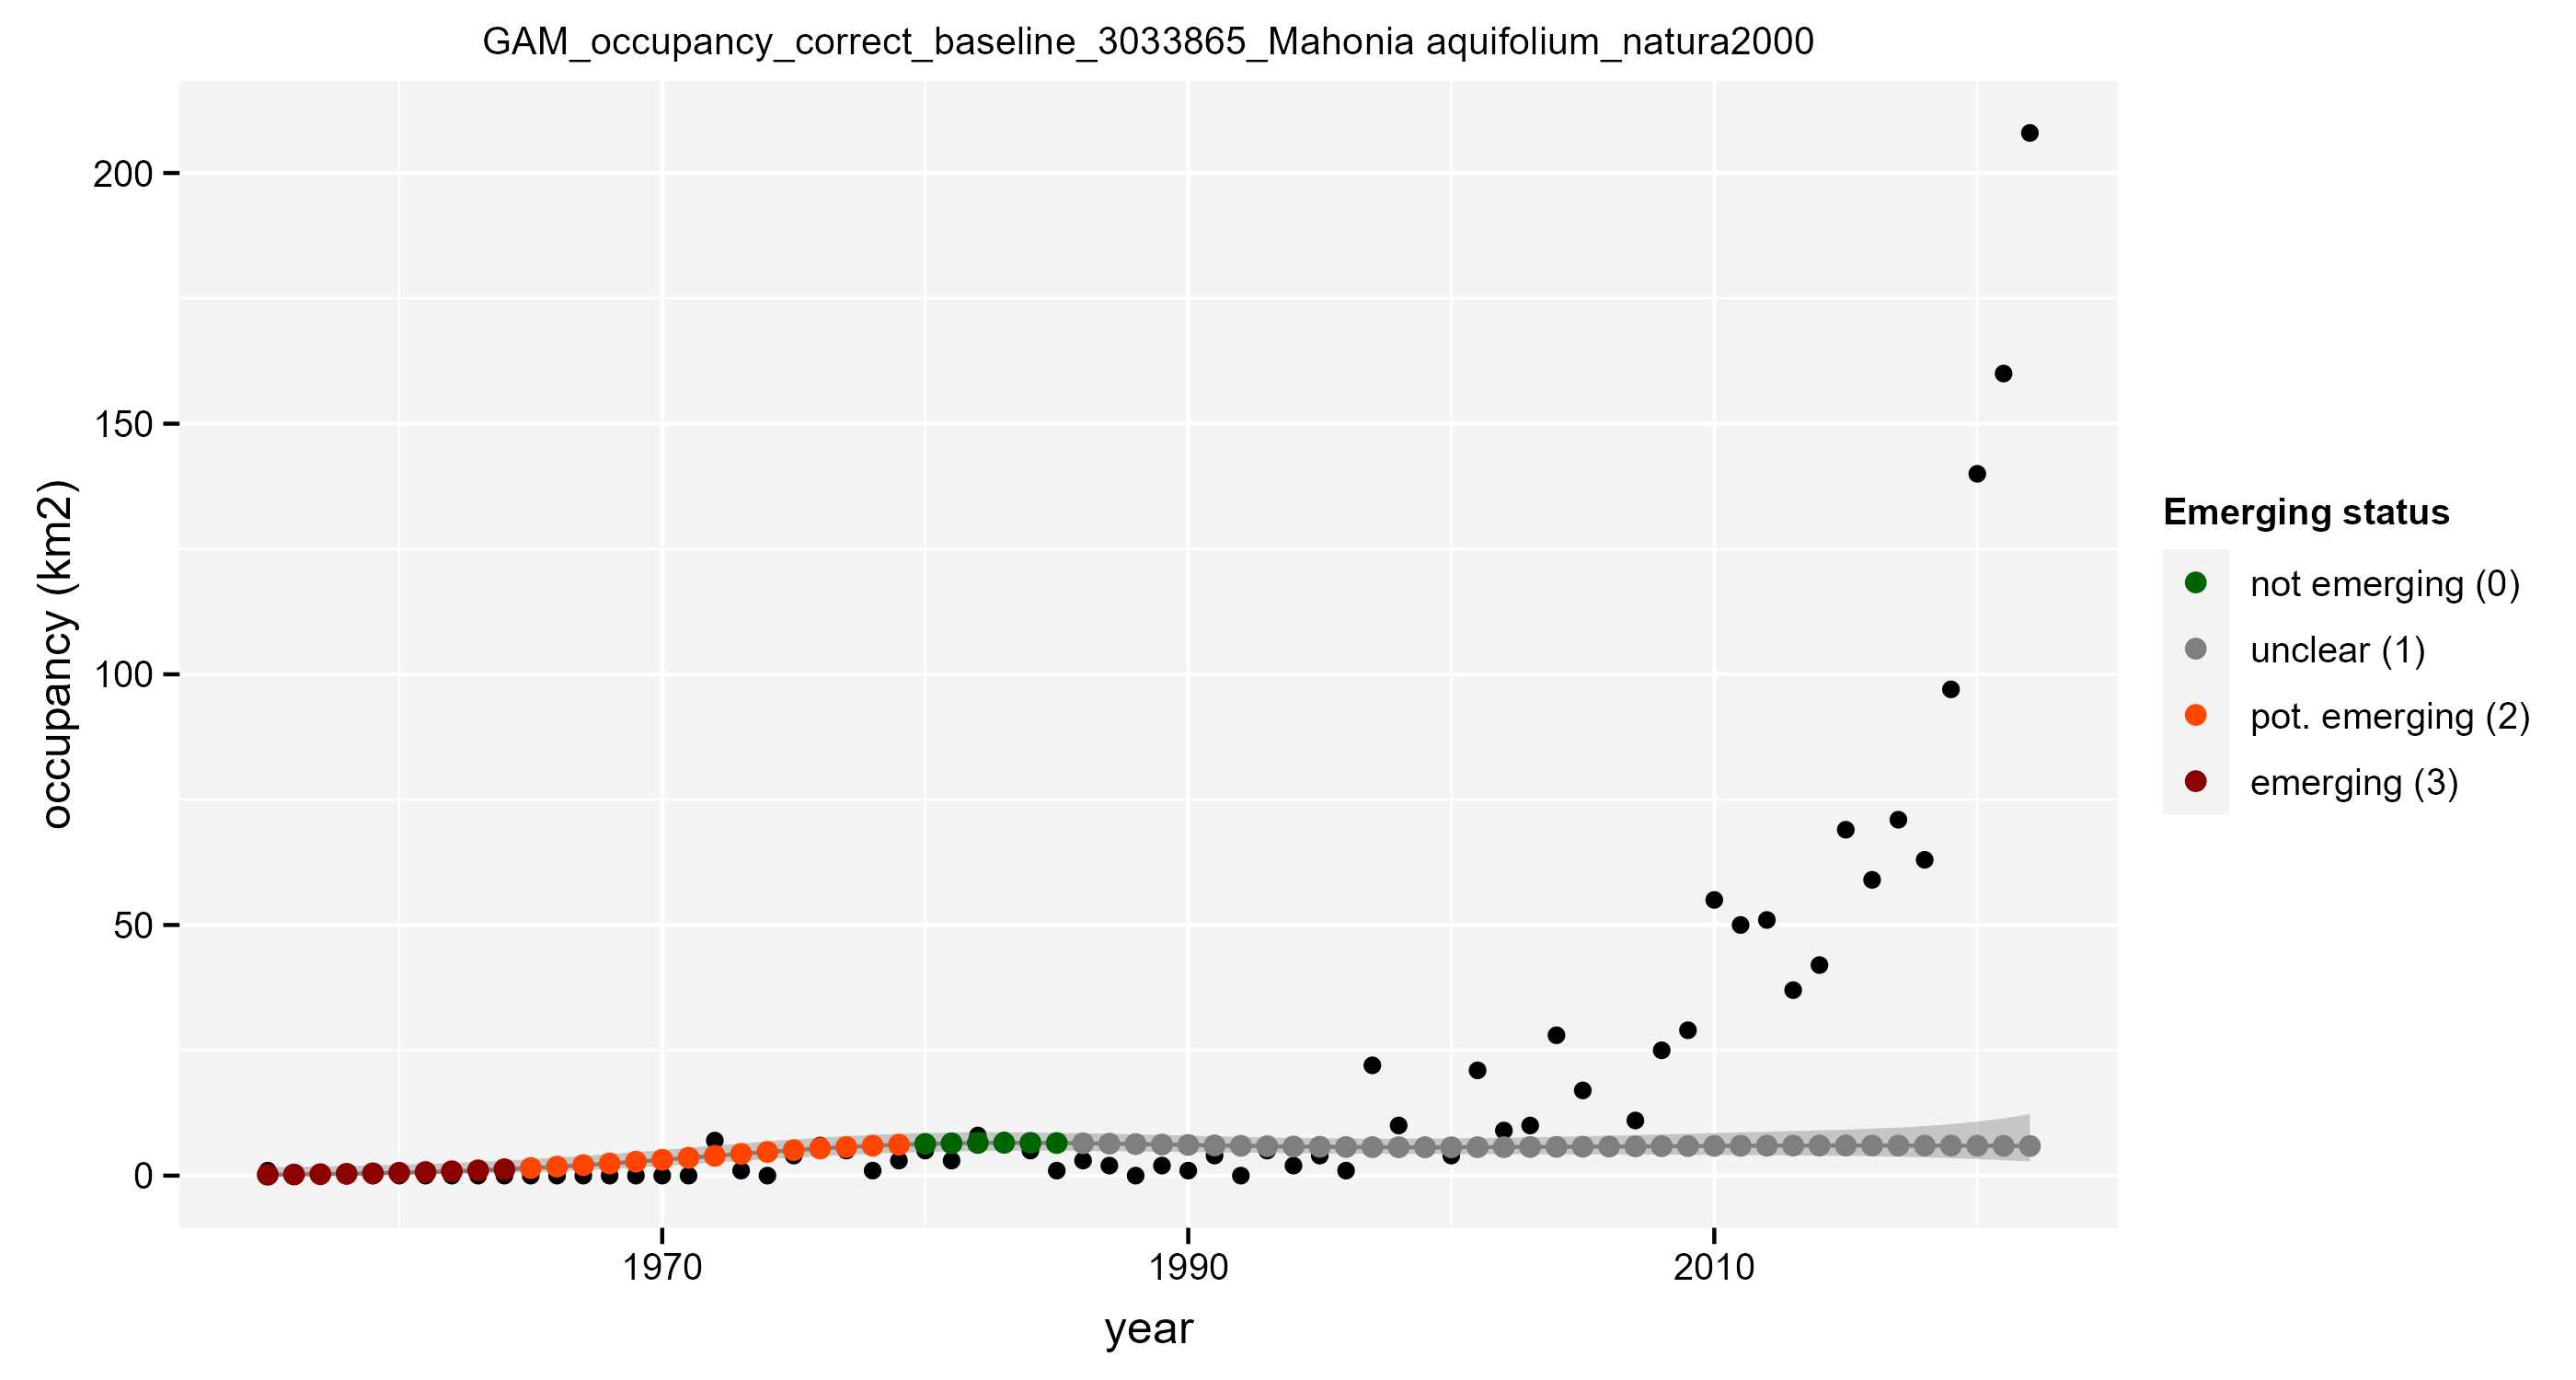 GAM_occupancy_correct_baseline_3033865_Mahonia aquifolium_natura2000
occupancy (km2)
200
150
100
50
0
1970
1990
2010
year
Emerging status
not emerging (0)
unclear (1)
pot. emerging (2)
emerging (3)